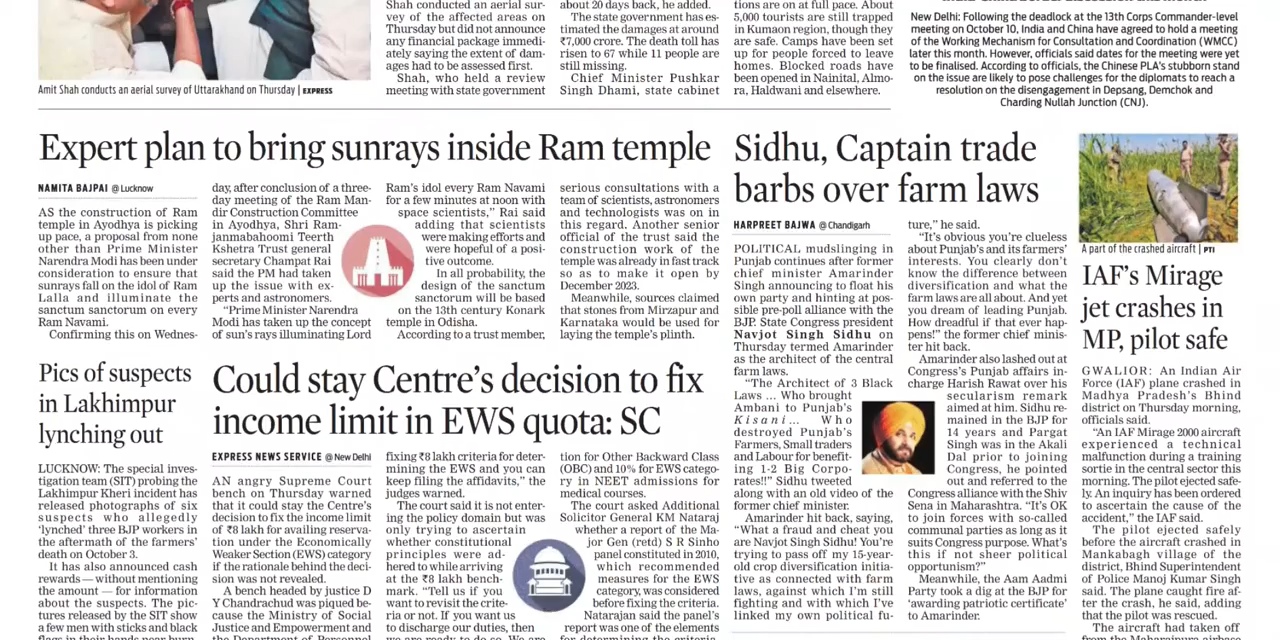 Shah conducted an aerial sur-
vey of the affected areas on
Thursday but did not announce
any financial package immedi-
ately saying the extent of dam-
ages had to be assessed first.
Shah, who held a review
meeting with state government
about 20 days back, he added.
The state government has es-
timated the damages at around
₹7,000 crore. The death toll has
risen to 67 while 11 people are
still missing.
Chief Minister Pushkar
Singh Dhami, state cabinet
tions are on at full pace. About
5,000 tourists are still trapped
in Kumaon region, though they
are safe. Camps have been set
up for people forced to leave
homes. Blocked roads have
been opened in Nainital, Almo-
ra, Haldwani and elsewhere.
Amit Shah conducts an aerial survey of Uttarakhand on Thursday | EXPRESS
New Delhi: Following the deadlock at the 13th Corps Commander-level
meeting on October 10, India and China have agreed to hold a meeting
of the Working Mechanism for Consultation and Coordination (WMCC)
later this month. However, officials said dates for the meeting were yet
to be finalised. According to officials, the Chinese PLA's stubborn stand
on the issue are likely to pose challenges for the diplomats to reach a
resolution on the disengagement in Depsang, Demchok and
Charding Nullah Junction (CNJ).
Expert plan to bring sunrays inside Ram temple
NAMITA BAJPAI @ Lucknow
AS the construction of Ram
temple in Ayodhya is picking
up pace, a proposal from none
other than Prime Minister
Narendra Modi has been under
consideration to ensure that
sunrays fall on the idol of Ram
Lalla and illuminate the
sanctum sanctorum on every
Ram Navami.
Confirming this on Wednes-
day, after conclusion of a three-
day meeting of the Ram Man-
dir Construction Committee
in Ayodhya, Shri Ram-
janmabahoomi Teerth
Kshetra Trust general
secretary Champat Rai
said the PM had taken
up the issue with ex-
perts and astronomers.
"Prime Minister Narendra
Modi has taken up the concept
of sun's rays illuminating Lord
Ram's idol every Ram Navami
for a few minutes at noon with
space scientists," Rai said
adding that scientists
were making efforts and
were hopeful of a posi-
tive outcome.
In all probability, the
design of the sanctum
sanctorum will be based
on the 13th century Konark
temple in Odisha.
According to a trust member,
serious consultations with a
team of scientists, astronomers
and technologists was on in
this regard. Another senior
official of the trust said the
construction work of the
temple was already in fast track
so as to make it open by
December 2023.
Meanwhile, sources claimed
that stones from Mirzapur and
Karnataka would be used for
laying the temple's plinth.
Sidhu, Captain trade
barbs over farm laws
HARPREET BAJWA @ Chandigarh
POLITICAL mudslinging in
Punjab continues after former
chief minister Amarinder
Singh announcing to float his
own party and hinting at pos-
sible pre-poll alliance with the
BJP. State Congress president
Navjot Singh Sidhu on
Thursday termed Amarinder
as the architect of the central
farm laws.
"The Architect of 3 Black
Laws ... Who brought
Ambani to Punjab's
Kisani... Who
destroyed Punjab's
Farmers, Small traders
and Labour for benefit-
ing 1-2 Big Corpo-
rates!!" Sidhu tweeted
along with an old video of the
former chief minister.
Amarinder hit back, saying,
"What a fraud and cheat you
are Navjot Singh Sidhu! You're
trying to pass off my 15-year-
old crop diversification initia-
tive as connected with farm
laws, against which I'm still
fighting and with which I've
linked my own political fu-
ture," he said.
"It's obvious you're clueless
about Punjab's and its farmers'
interests. You clearly don't
know the difference between
diversification and what the
farm laws are all about. And yet
you dream of leading Punjab.
How dreadful if that ever hap-
pens!" the former chief minis-
ter hit back.
Amarinder also lashed out at
Congress's Punjab affairs in-
charge Harish Rawat over his
secularism remark
aimed at him. Sidhu re-
mained in the BJP for
14 years and Pargat
Singh was in the Akali
Dal prior to joining
Congress, he pointed
out and referred to the
Congress alliance with the Shiv
Sena in Maharashtra. "It's OK
to join forces with so-called
communal parties as long as it
suits Congress purpose. What's
this if not sheer political
opportunism?"
Meanwhile, the Aam Aadmi
Party took a dig at the BJP for
'awarding patriotic certificate'
to Amarinder.
A part of the crashed aircraft | PTI
IAF's Mirage
jet crashes in
MP, pilot safe
GWALIOR: An Indian Air
Force (IAF) plane crashed in
Madhya Pradesh's Bhind
district on Thursday morning,
officials said.
"An IAF Mirage 2000 aircraft
experienced a technical
malfunction during a training
sortie in the central sector this
morning. The pilot ejected safe-
ly. An inquiry has been ordered
to ascertain the cause of the
accident," the IAF said.
The pilot ejected safely
before the aircraft crashed in
Mankabagh village of the
district, Bhind Superintendent
of Police Manoj Kumar Singh
said. The plane caught fire af-
ter the crash, he said, adding
that the pilot was rescued.
The aircraft had taken off
from the Maharajpura airbase
Pics of suspects
in Lakhimpur
lynching out
LUCKNOW: The special inves-
tigation team (SIT) probing the
Lakhimpur Kheri incident has
released photographs of six
suspects who allegedly
'lynched' three BJP workers in
the aftermath of the farmers'
death on October 3.
It has also announced cash
rewards — without mentioning
the amount — for information
about the suspects. The pic-
tures released by the SIT show
a few men with sticks and black
flags in their hands near burn-
Could stay Centre's decision to fix
income limit in EWS quota: SC
EXPRESS NEWS SERVICE @ New Delhi
AN angry Supreme Court
bench on Thursday warned
that it could stay the Centre's
decision to fix the income limit
of ₹8 lakh for availing reserva-
tion under the Economically
Weaker Section (EWS) category
if the rationale behind the deci-
sion was not revealed.
A bench headed by justice D
Y Chandrachud was piqued be-
cause the Ministry of Social
Justice and Empowerment and
the Department of Personnel
fixing ₹8 lakh criteria for deter-
mining the EWS and you can
keep filing the affidavits," the
judges warned.
The court said it is not enter-
ing the policy domain but was
only trying to ascertain
whether constitutional
principles were ad-
hered to while arriving
at the ₹8 lakh bench-
mark. "Tell us if you
want to revisit the crite-
ria or not. If you want us
to discharge our duties, then
we are ready to do so. We are
tion for Other Backward Class
(OBC) and 10% for EWS catego-
ry in NEET admissions for
medical courses.
The court asked Additional
Solicitor General KM Nataraj
whether a report of the Ma-
jor Gen (retd) S R Sinho
panel constituted in 2010,
which recommended
measures for the EWS
category, was considered
before fixing the criteria.
Natarajan said the panel's
report was one of the elements
for determining the criteria